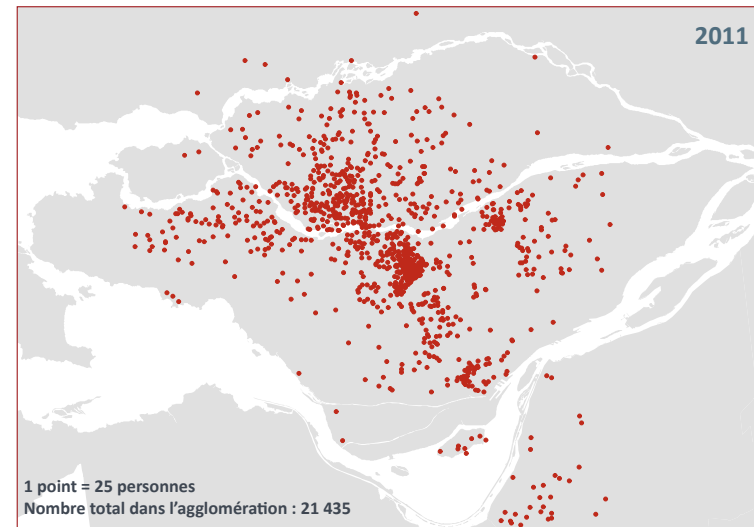 2011
1 point = 25 personnes
Nombre total dans l'agglomération : 21 435